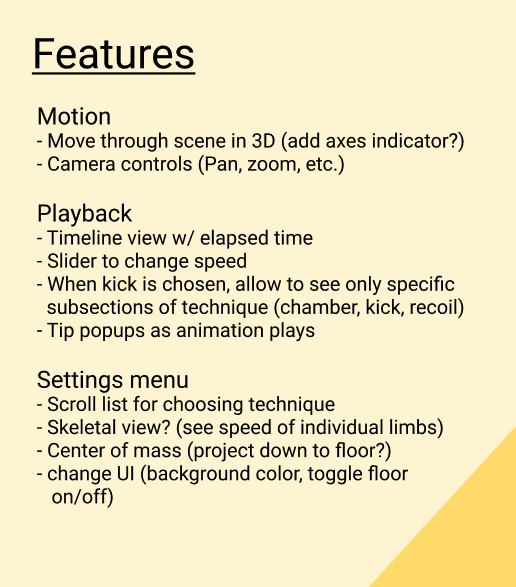 Features
Motion
- Move through scene in 3D (add axes indicator?)
- Camera controls (Pan, zoom, etc.)
Playback
- Timeline view w/ elapsed time
- Slider to change speed
- When kick is chosen, allow to see only specific
subsections of technique (chamber, kick, recoil)
- Tip popups as animation plays
Settings menu
- Scroll list for choosing technique
- Skeletal view? (see speed of individual limbs)
- Center of mass (project down to floor?)
- change UI (background color, toggle floor
on/off)